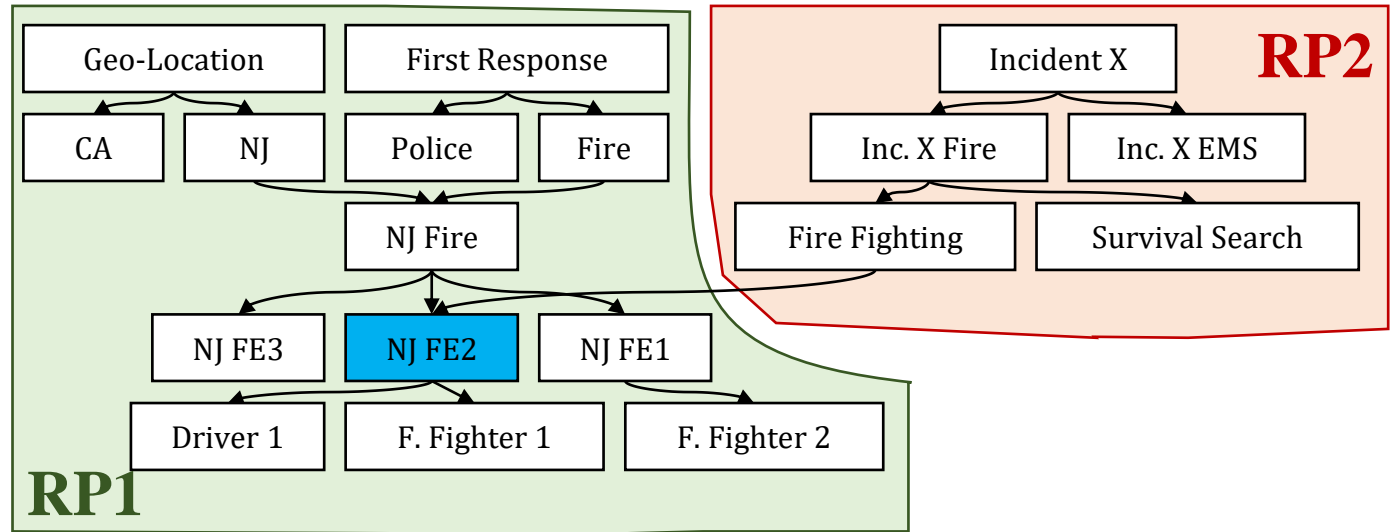 Geo-Location
First Response
Incident X
RP2
CA
NJ
Police
Fire
Inc. X Fire
Inc. X EMS
NJ Fire
Fire Fighting
Survival Search
NJ FE3
NJ FE2
NJ FE1
Driver 1
F. Fighter 1
F. Fighter 2
RP1